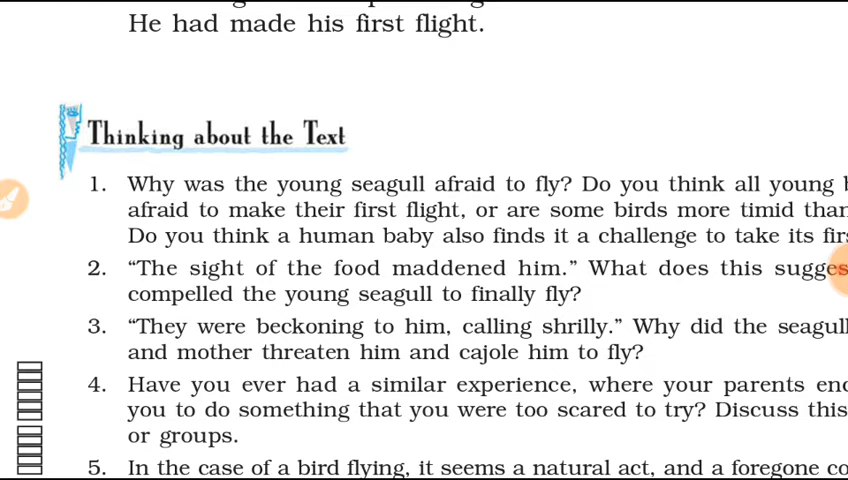 He had made his first flight.
Thinking about the Text
1. Why was the young seagull afraid to fly? Do you think all young
afraid to make their first flight, or are some birds more timid than
Do you think a human baby also finds it a challenge to take its
2. “The sight of the food maddened him.” What does this
compelled the young seagull to finally fly?
3. “They were beckoning to him, calling shrilly.” Why did the
and mother threaten him and cajole him to fly?
4. Have you ever had a similar experience, where your parents
you to do something that you were too scared to try? Discuss this
or groups.
5. In the case of a bird flying, it seems a natural act, and a foregone